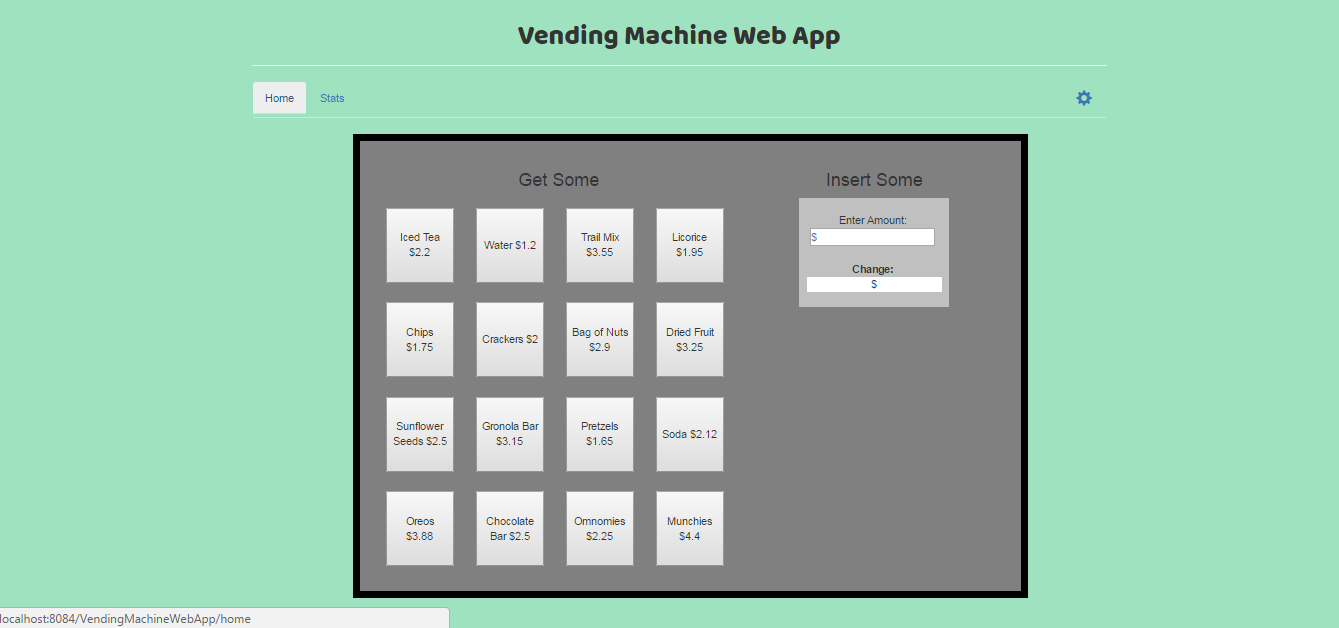 Vending Machine Web App
Home
Stats
Get Some
Insert Some
Iced Tea
$2.2
Water $1.2
Trail Mix
$3.55
Licorice
$1.95
Enter Amount:
$
Change:
$
Chips
$1.75
Crackers $2
Bag of Nuts
$2.9
Dried Fruit
$3.25
Sunflower
Seeds $2.5
Gronola Bar
$3.15
Pretzels
$1.65
Soda $2.12
Oreos
$3.88
Chocolate
Bar $2.5
Omnomies
$2.25
Munchies
$4.4
localhost:8084/VendingMachineWebApp/home